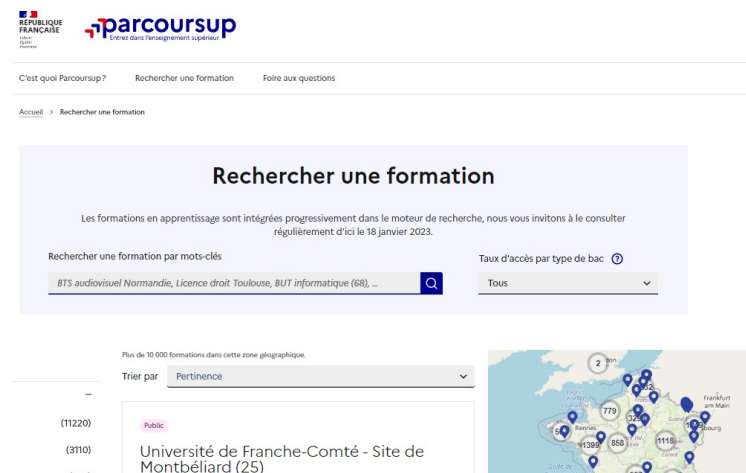 RÉPUBLIQUE
FRANÇAISE
Liberté
Égalité
Fraternité
parcoursup
Entrez dans l'enseignement supérieur
C'est quoi Parcoursup?
Rechercher une formation
Foire aux questions
Accueil > Rechercher une formation
Rechercher une formation
Les formations en apprentissage sont intégrées progressivement dans le moteur de recherche, nous vous invitons à le consulter
régulièrement d'ici le 18 janvier 2023.
Rechercher une formation par mots-clés
Taux d'accès par type de bac
BTS audiovisuel Normandie, Licence droit Toulouse, BUT informatique (68), ...
Tous
Plus de 10 000 formations dans cette zone géographique.
Trier par
Pertinence
(11220)
(3110)
Public
Université de Franche-Comté - Site de
Montbéliard (25)
2
779
Frankfurt
am Main
Rennes
1399
858
1118